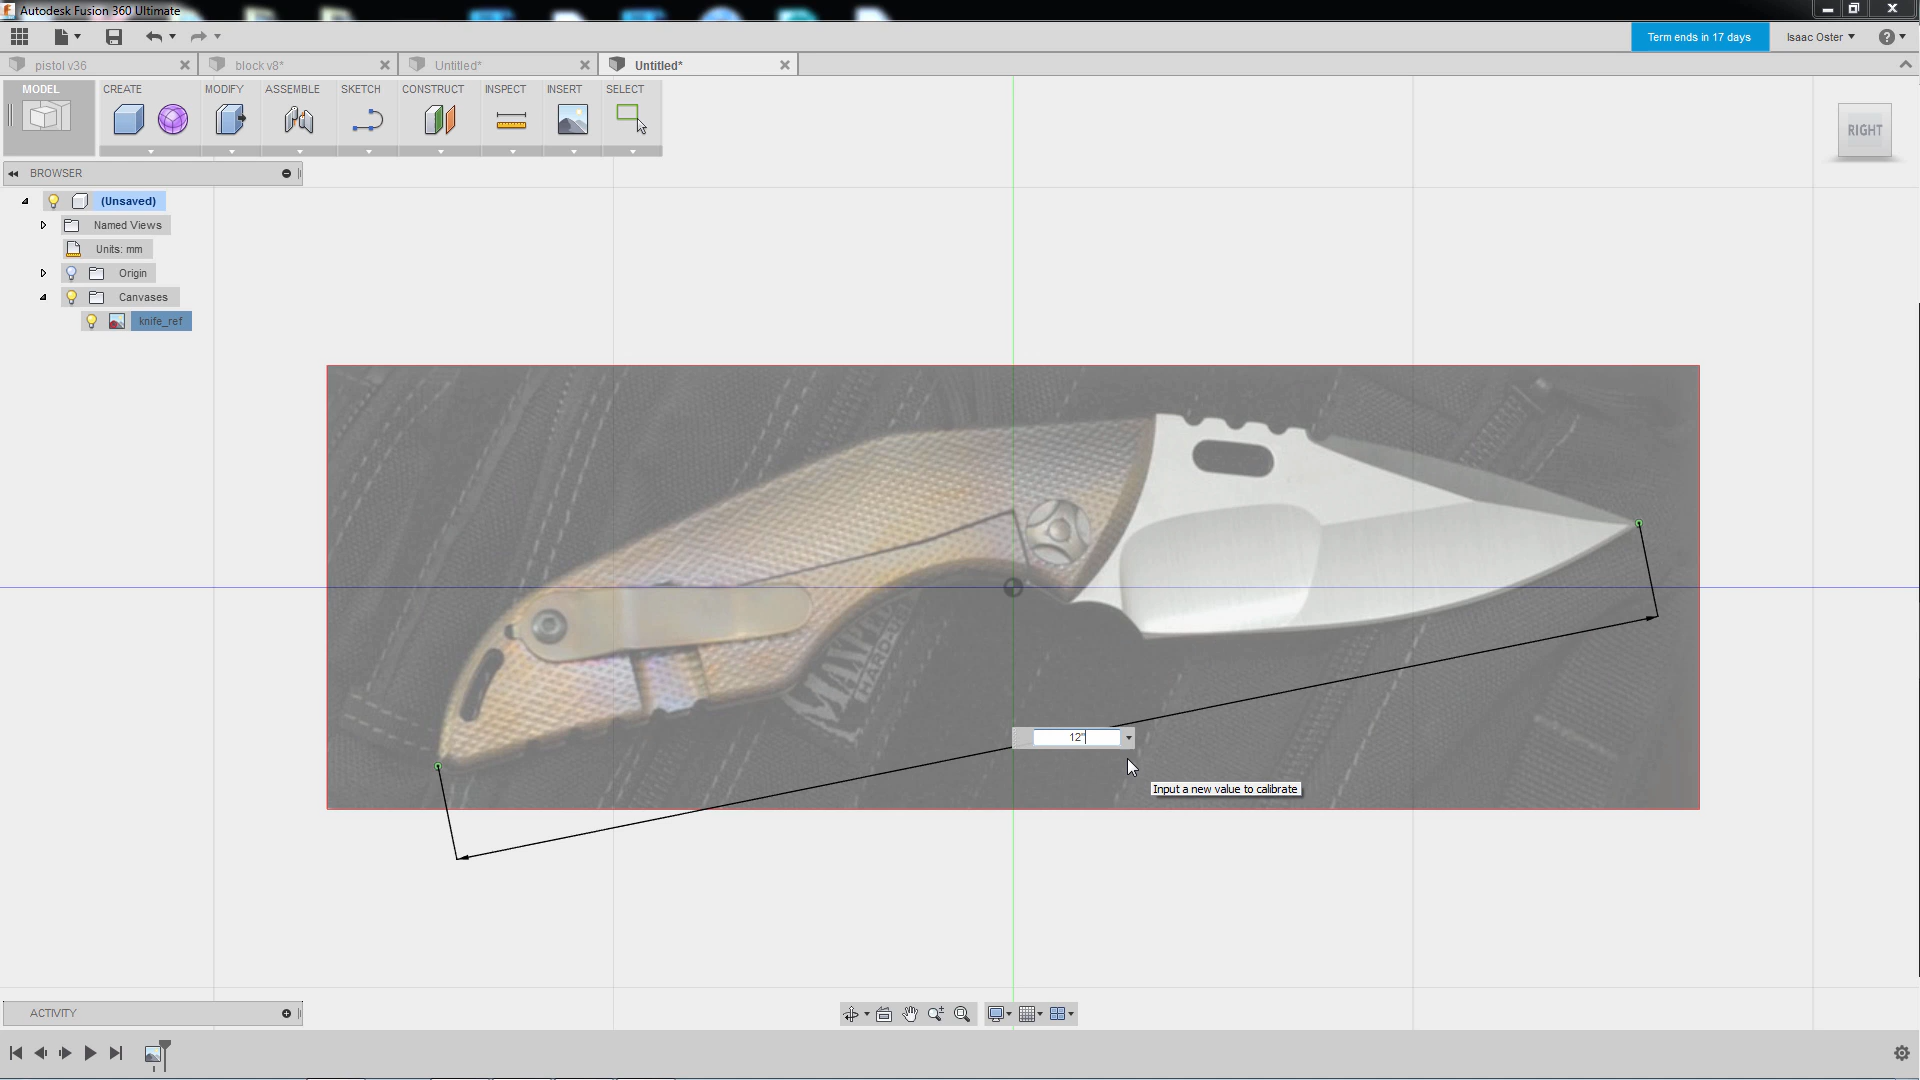 Autodesk Fusion 360 Ultimate
Term ends in 17 days
Isaac Oster
?
pistol v36
block v8*
Untitled*
Untitled*
MODEL
CREATE
MODIFY
ASSEMBLE
SKETCH
CONSTRUCT
INSPECT
INSERT
SELECT
RIGHT
BROWSER
(Unsaved)
Named Views
Units: mm
Origin
Canvases
knife_ref
MAXPED
HARD-U
12"
Input a new value to calibrate
ACTIVITY